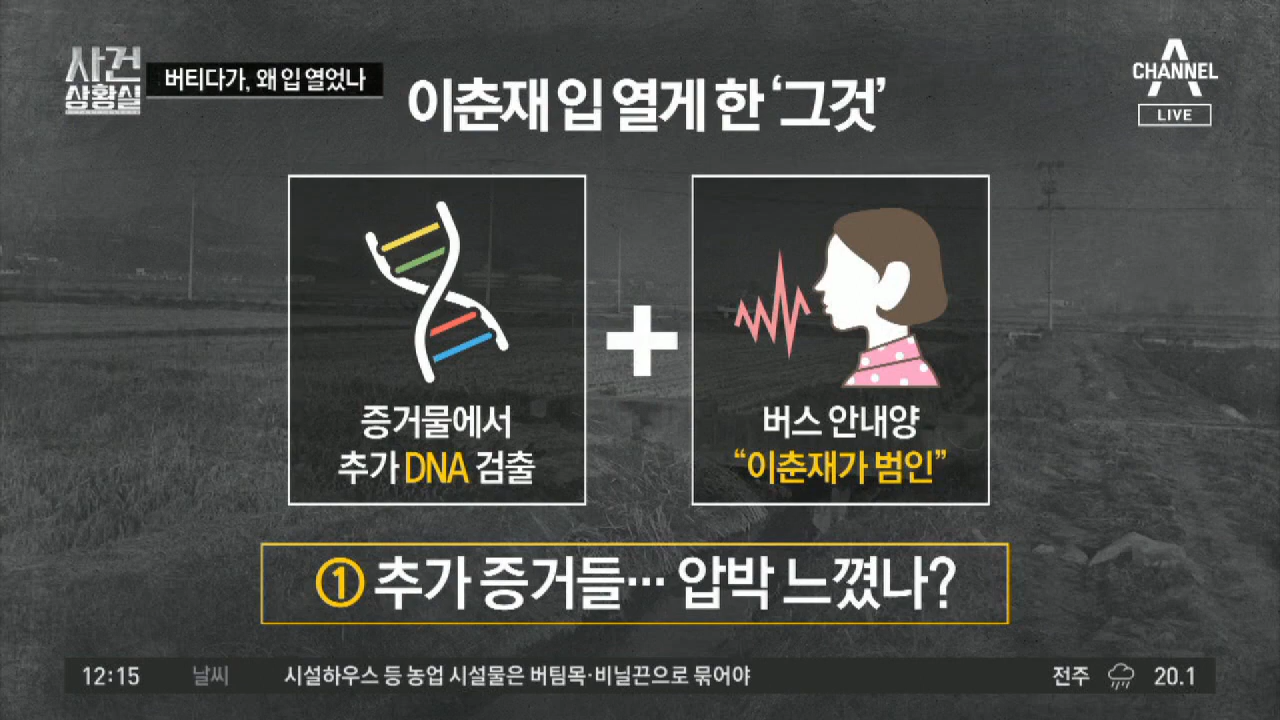 사건
상황실
버티다가, 왜 입 열었나
이춘재 입 열게 한 ‘그것’
CHANNEL
LIVE
증거물에서
추가 DNA 검출
버스 안내양
“이춘재가 범인”
① 추가 증거들… 압박 느꼈나?
12:15 날씨 시설하우스 등 농업 시설물은 버팀목·비닐끈으로 묶어야 전주 20.1